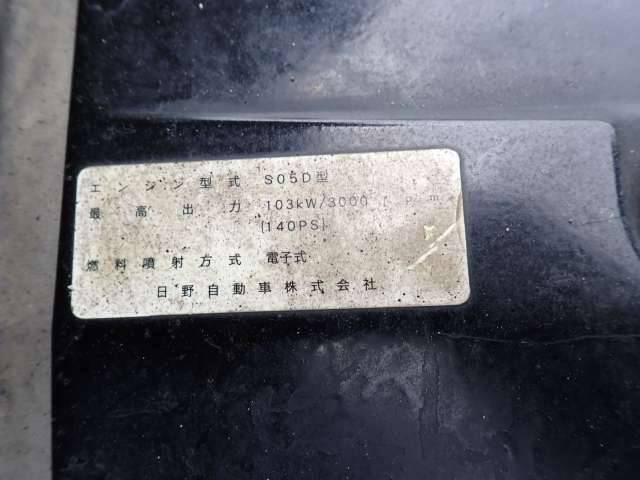 エンジン型式 S05D型
最高出力 103kW/3000 r.p.m
(140PS)
燃料噴射方式 電子式
日野自動車株式会社